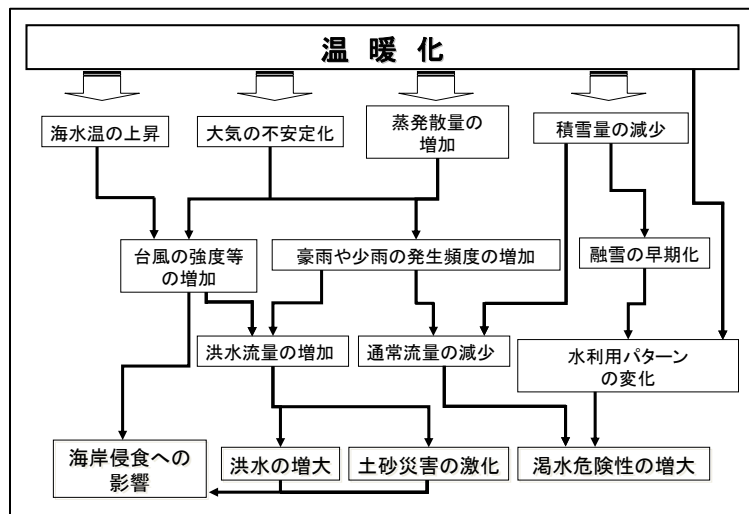 温 暖 化
海水温の上昇
大気の不安定化
蒸発散量の
増加
積雪量の減少
台風の強度等
の増加
豪雨や少雨の発生頻度の増加
融雪の早期化
洪水流量の増加
通常流量の減少
水利用パターン
の変化
海岸侵食への
影響
洪水の増大
土砂災害の激化
渇水危険性の増大